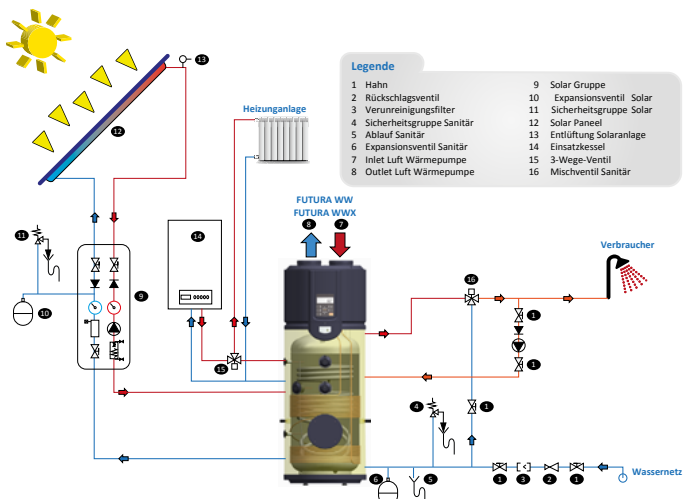 Legende
1 Hahn
2 Rückschlagsventil
3 Verunreinigungsfilter
4 Sicherheitsgruppe Sanitär
5 Ablauf Sanitär
6 Expansionsventil Sanitär
7 Inlet Luft Wärmepumpe
8 Outlet Luft Wärmepumpe
9 Solar Gruppe
10 Expansionsventil Solar
11 Sicherheitsgruppe Solar
12 Solar Paneel
13 Entlüftung Solaranlage
14 Einsatzkessel
15 3-Wege-Ventil
16 Mischventil Sanitär
13
12
Heizunganlage
FUTURA WW
FUTURA WWX
8
7
14
11
9
10
15
16
Verbraucher
1
1
1
4
6
5
1
3
2
1
Wassernetz